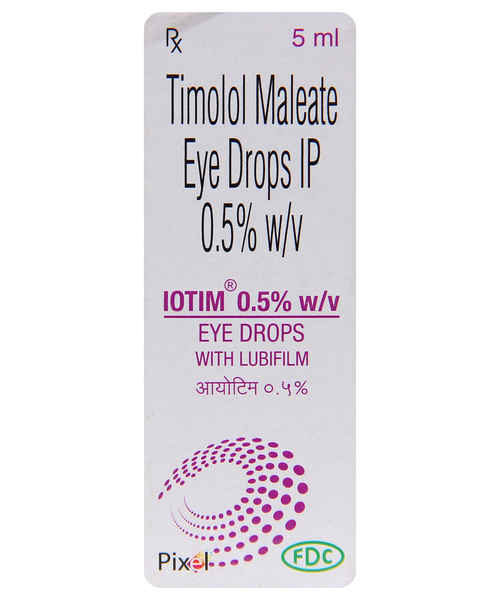 Rx 5 ml
Timolol Maleate
Eye Drops IP
0.5% w/v
IOTIM® 0.5% w/v
EYE DROPS
WITH LUBIFILM
आयोटिम ०.५%
Pixel FDC